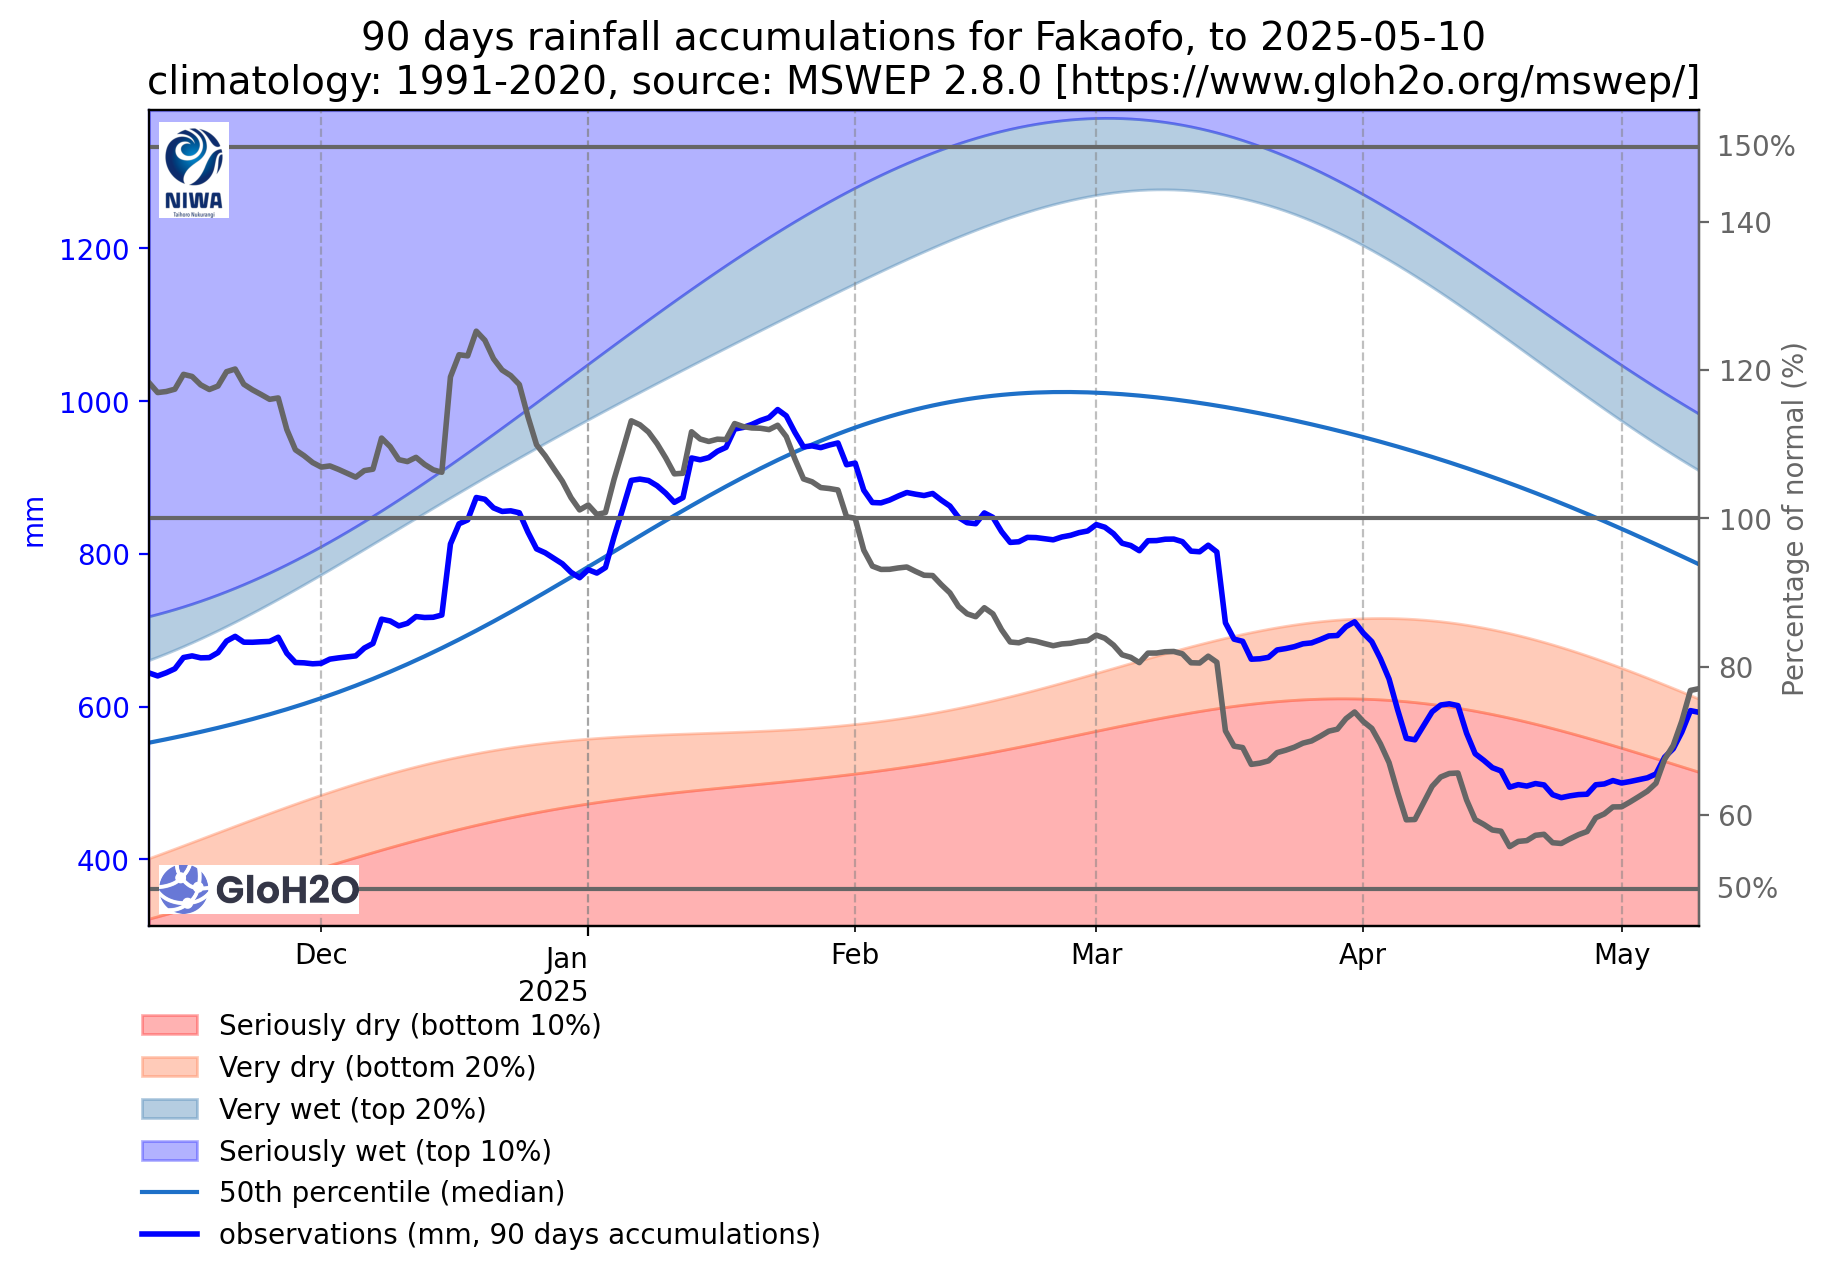 90 days rainfall accumulations for Fakaofo, to 2025-05-10
climatology: 1991-2020, source: MSWEP 2.8.0 [https://www.gloh2o.org/mswep/]
NIWA
Taihoro Nukurangi
150%
140
120
100
80
60
50%
Percentage of normal (%)
1200
1000
800
600
400
mm
GloH2O
Dec
Jan
2025
Feb
Mar
Apr
May
Seriously dry (bottom 10%)
Very dry (bottom 20%)
Very wet (top 20%)
Seriously wet (top 10%)
50th percentile (median)
observations (mm, 90 days accumulations)